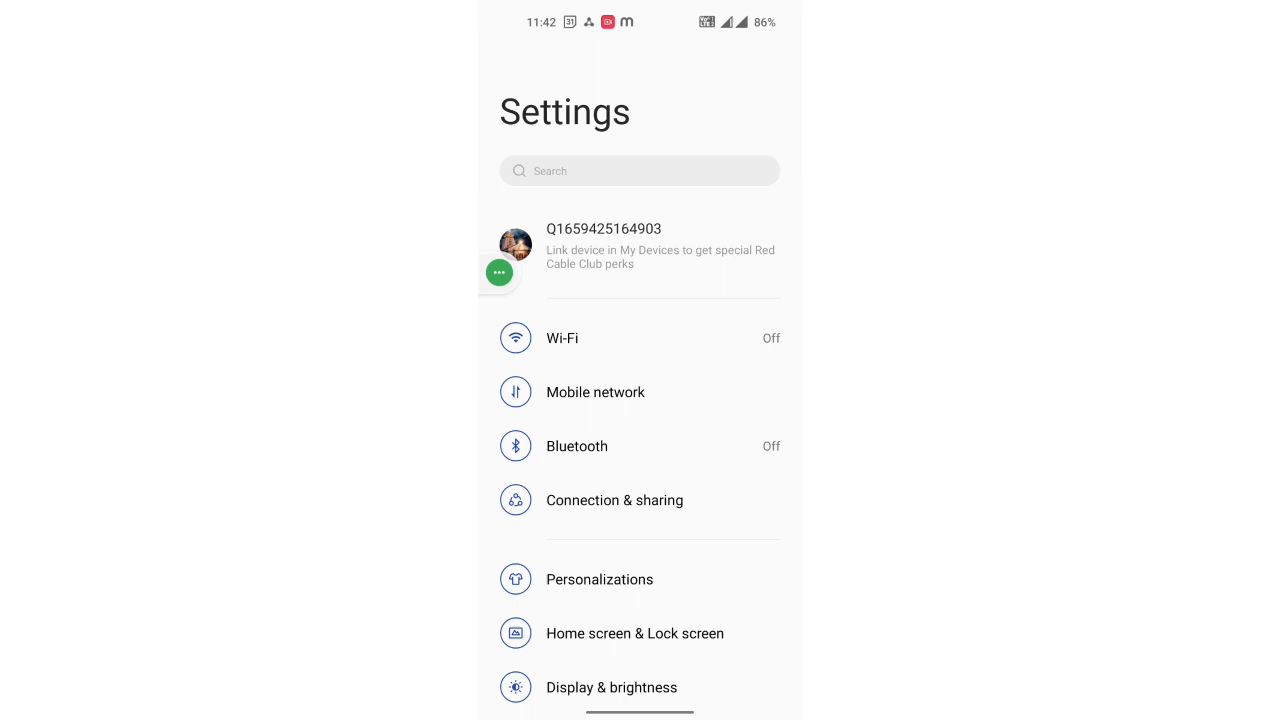 11:42 31 m 86%
Settings
Search
Q1659425164903
Link device in My Devices to get special Red
Cable Club perks
Wi-Fi Off
Mobile network
Bluetooth Off
Connection & sharing
Personalizations
Home screen & Lock screen
Display & brightness